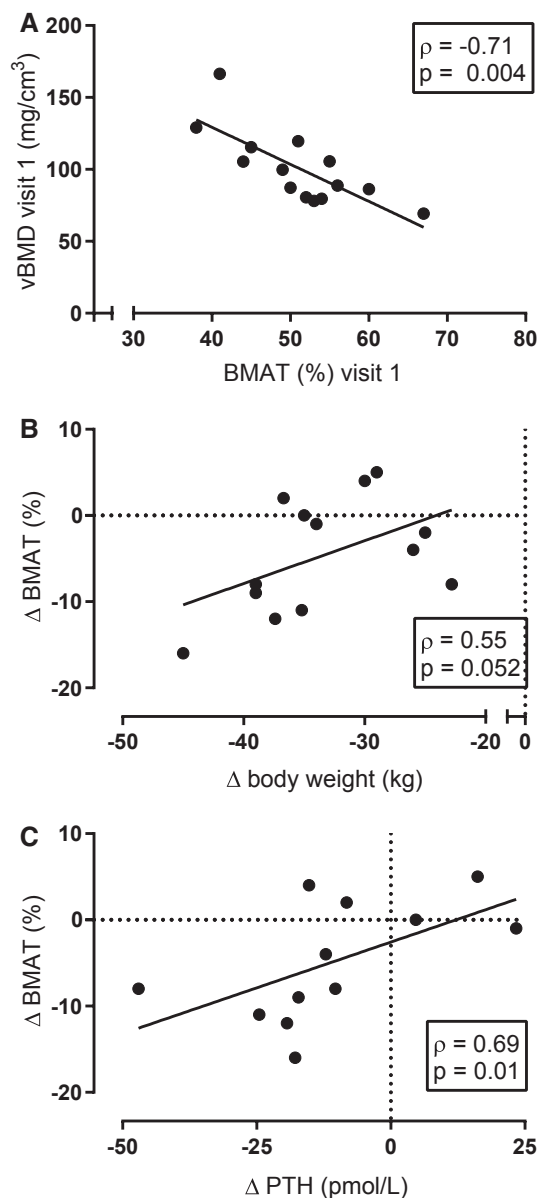 A
200
150
100
50
0
vBMD visit 1 (mg/cm³)
ρ = -0.71
p = 0.004
30 40 50 60 70 80
BMAT (%) visit 1
B
10
0
-10
-20
Δ BMAT (%)
ρ = 0.55
p = 0.052
-50 -40 -30 -20 0
Δ body weight (kg)
C
10
0
-10
-20
Δ BMAT (%)
ρ = 0.69
p = 0.01
-50 -25 0 25
Δ PTH (pmol/L)